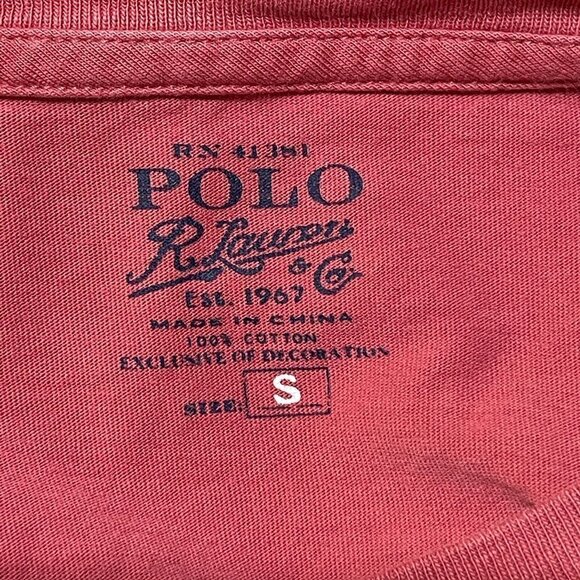 RN 41381
POLO
R. Lauren
& Co
EST. 1967
MADE IN CHINA
100% COTTON
EXCLUSIVE OF DECORATION
SIZE: S